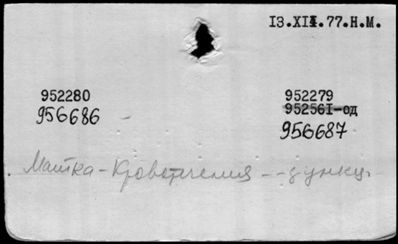 13.XII.77.Н.М.
952280
956686
952279
952561-од
956687
Матка-Кровотечения --функц.